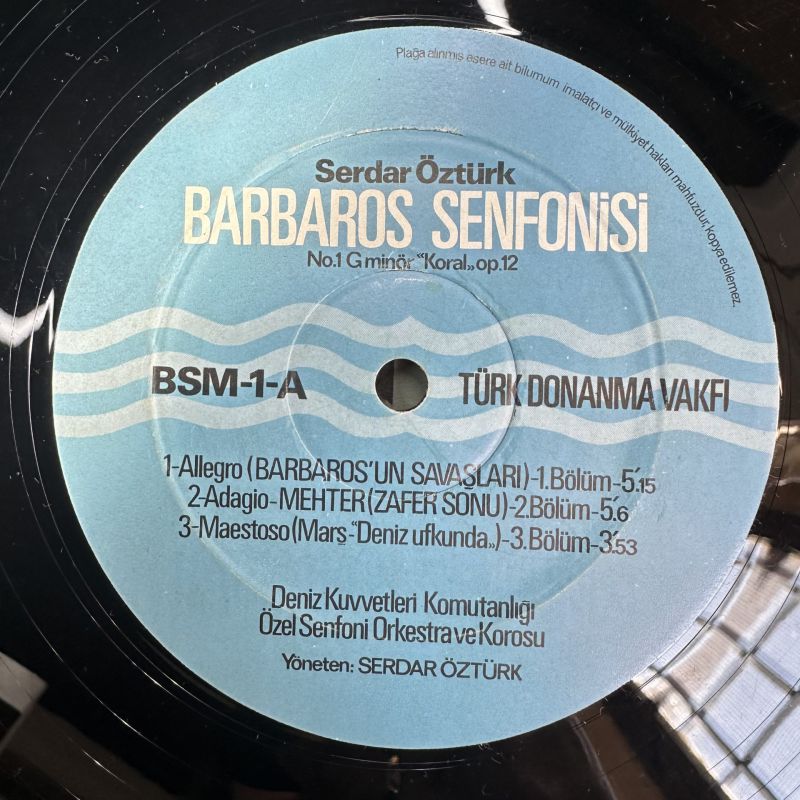 Plağa alınmış esere ait bilumum imalatçı ve mülkiyet hakları mahfuzdur, kopya edilemez.
Serdar Öztürk
BARBAROS SENFONİSİ
No.1 G minör "Koral„ op.12
BSM-1-A
TÜRK DONANMA VAKFI
1-Allegro (BARBAROS'UN SAVAŞLARI)-1.Bölüm-5'.15
2-Adagio-MEHTER (ZAFER SONU)-2.Bölüm-5'.6
3-Maestoso (Marş-"Deniz ufkunda„)-3.Bölüm-3'.53
Deniz Kuvvetleri Komutanlığı
Özel Senfoni Orkestra ve Korosu
Yöneten: SERDAR ÖZTÜRK